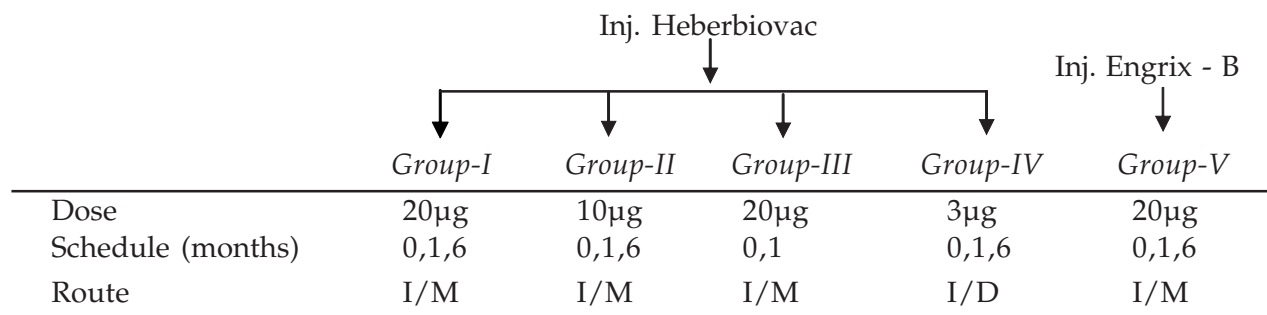 Inj. Heberbiovac
Inj. Engrix - B
Group-I Group-II Group-III Group-IV Group-V
Dose 20µg 10µg 20µg 3µg 20µg
Schedule (months) 0,1,6 0,1,6 0,1 0,1,6 0,1,6
Route I/M I/M I/M I/D I/M